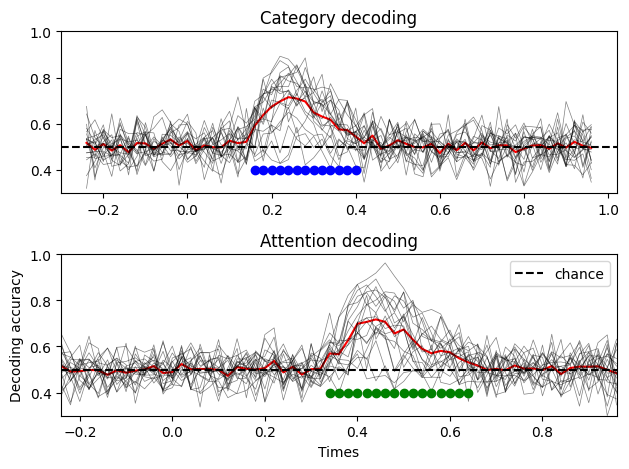 Category decoding
1.0
0.8
0.6
0.4
−0.2 0.0 0.2 0.4 0.6 0.8 1.0
Attention decoding
1.0
0.8
0.6
0.4
chance
Decoding accuracy
−0.2 0.0 0.2 0.4 0.6 0.8
Times